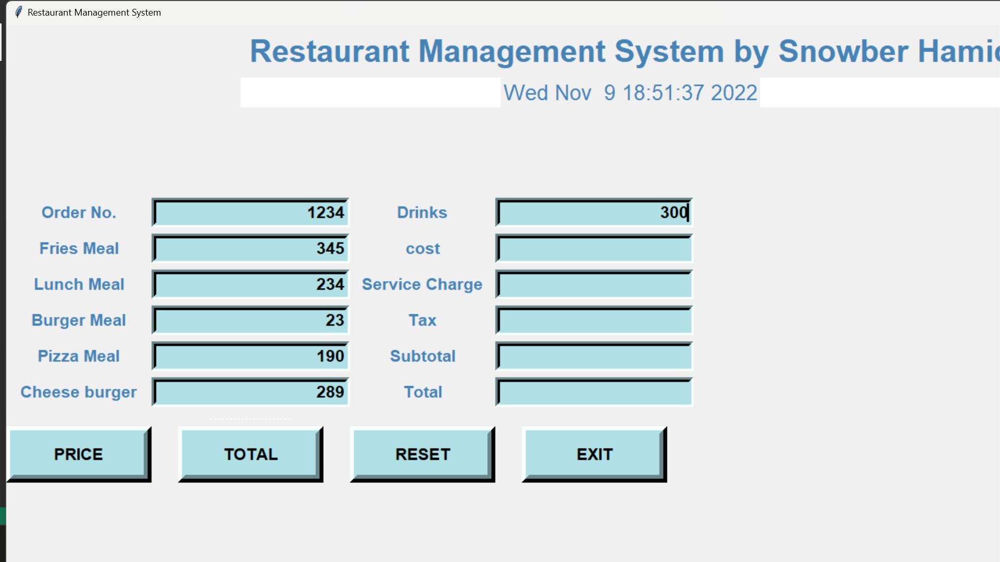 Restaurant Management System
Restaurant Management System by Snowber Hamid
Wed Nov  9 18:51:37 2022
Order No. 1234 Drinks 300
Fries Meal 345 cost
Lunch Meal 234 Service Charge
Burger Meal 23 Tax
Pizza Meal 190 Subtotal
Cheese burger 289 Total
PRICE TOTAL RESET EXIT